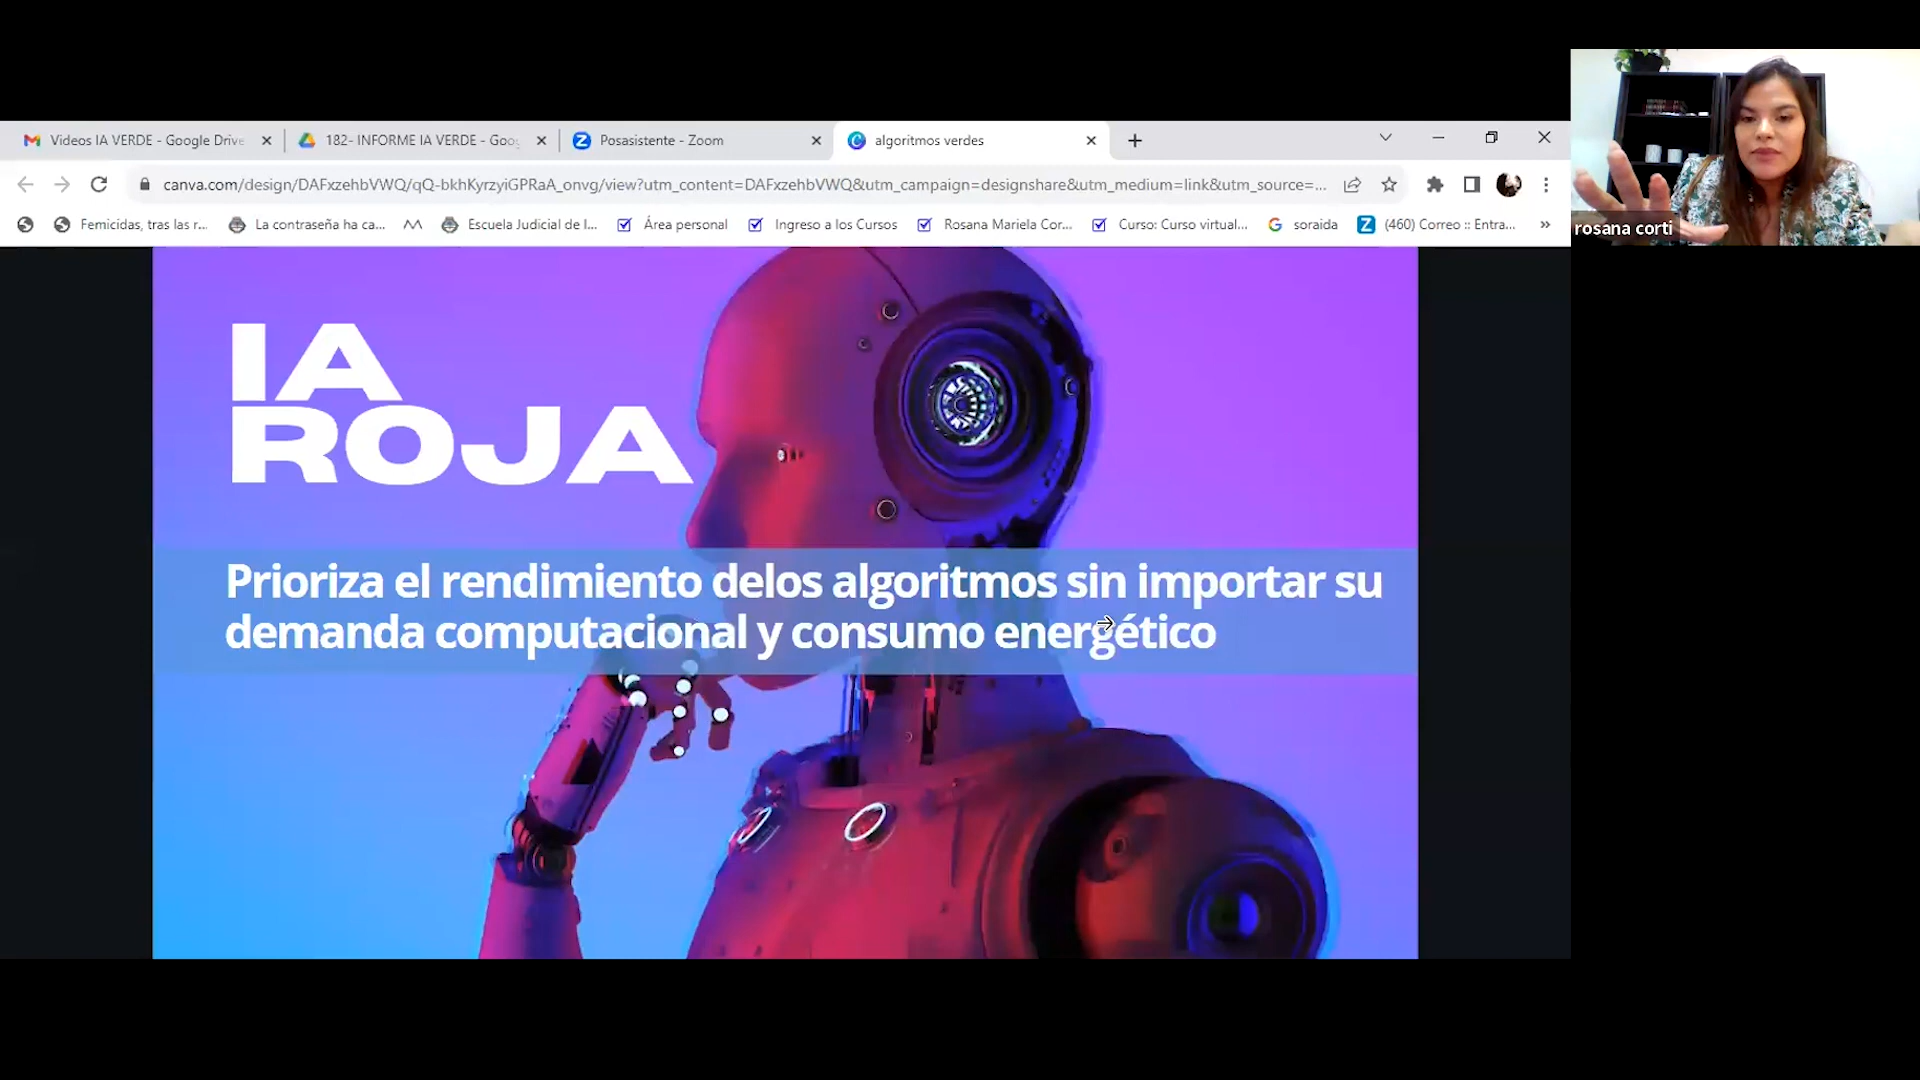 Videos IA VERDE - Google Drive
182- INFORME IA VERDE - Goo
Posasistente - Zoom
algoritmos verdes
canva.com/design/DAFxzehbVWQ/qQ-bkhKyrzyiGPRaA_onvg/view?utm_content=DAFxzehbVWQ&utm_campaign=designshare&utm_medium=link&utm_source=...
Femicidas, tras las r...
La contraseña ha ca...
Escuela Judicial de l...
Área personal
Ingreso a los Cursos
Rosana Mariela Cor...
Curso: Curso virtual...
soraida
(460) Correo :: Entra...
rosana corti
IA
ROJA
Prioriza el rendimiento delos algoritmos sin importar su
demanda computacional y consumo energético